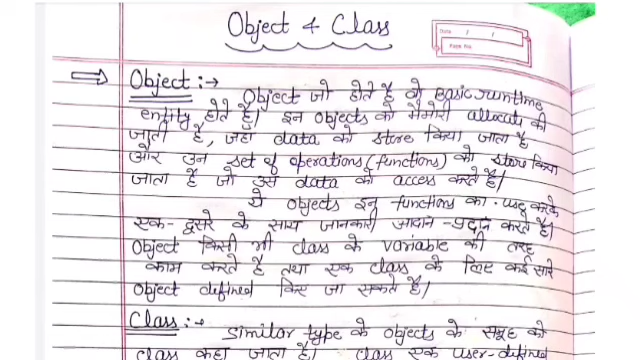 Object & Class
Date / /
Page No.
Object :→
Object जो होते है वो Basic runtime
entity होते है। इन objects को मेमोरी allocate की
जाती है, जहाँ data को store किया जाता है
और उन set of operations (functions) को store किया
जाता है जो उस data को access करते है।
ये objects इन functions का use करके
एक-दूसरे के साथ जानकारी आदान-प्रदान करते है।
Object किसी भी class के variable की तरह
काम करते है तथा एक class के लिए कई सारे
object defined किए जा सकते है।
Class :→ Similar type के objects के समूह को
class कहा जाता है। class एक user-defined